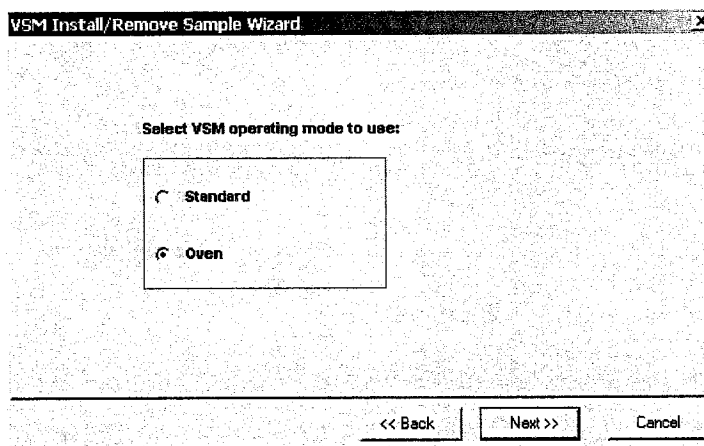 VSM Install/Remove Sample Wizard
Select VSM operating mode to use:
Standard
Oven
<< Back Next >> Cancel